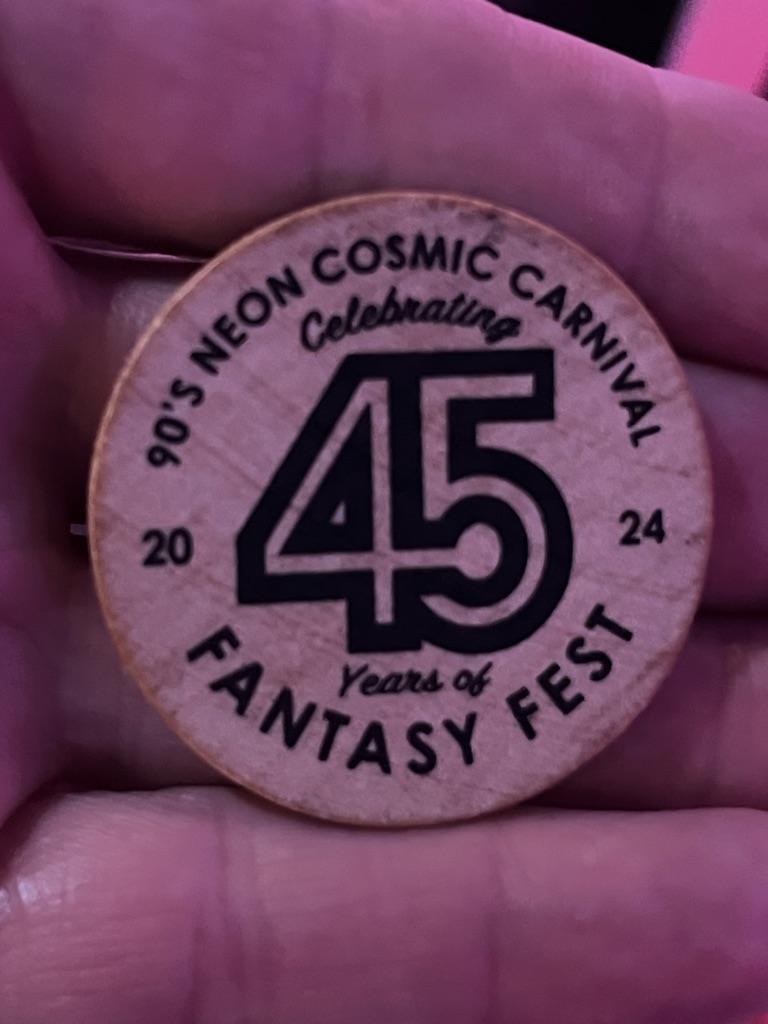 90'S NEON COSMIC CARNIVAL
Celebrating
45
20 24
Years of
FANTASY FEST